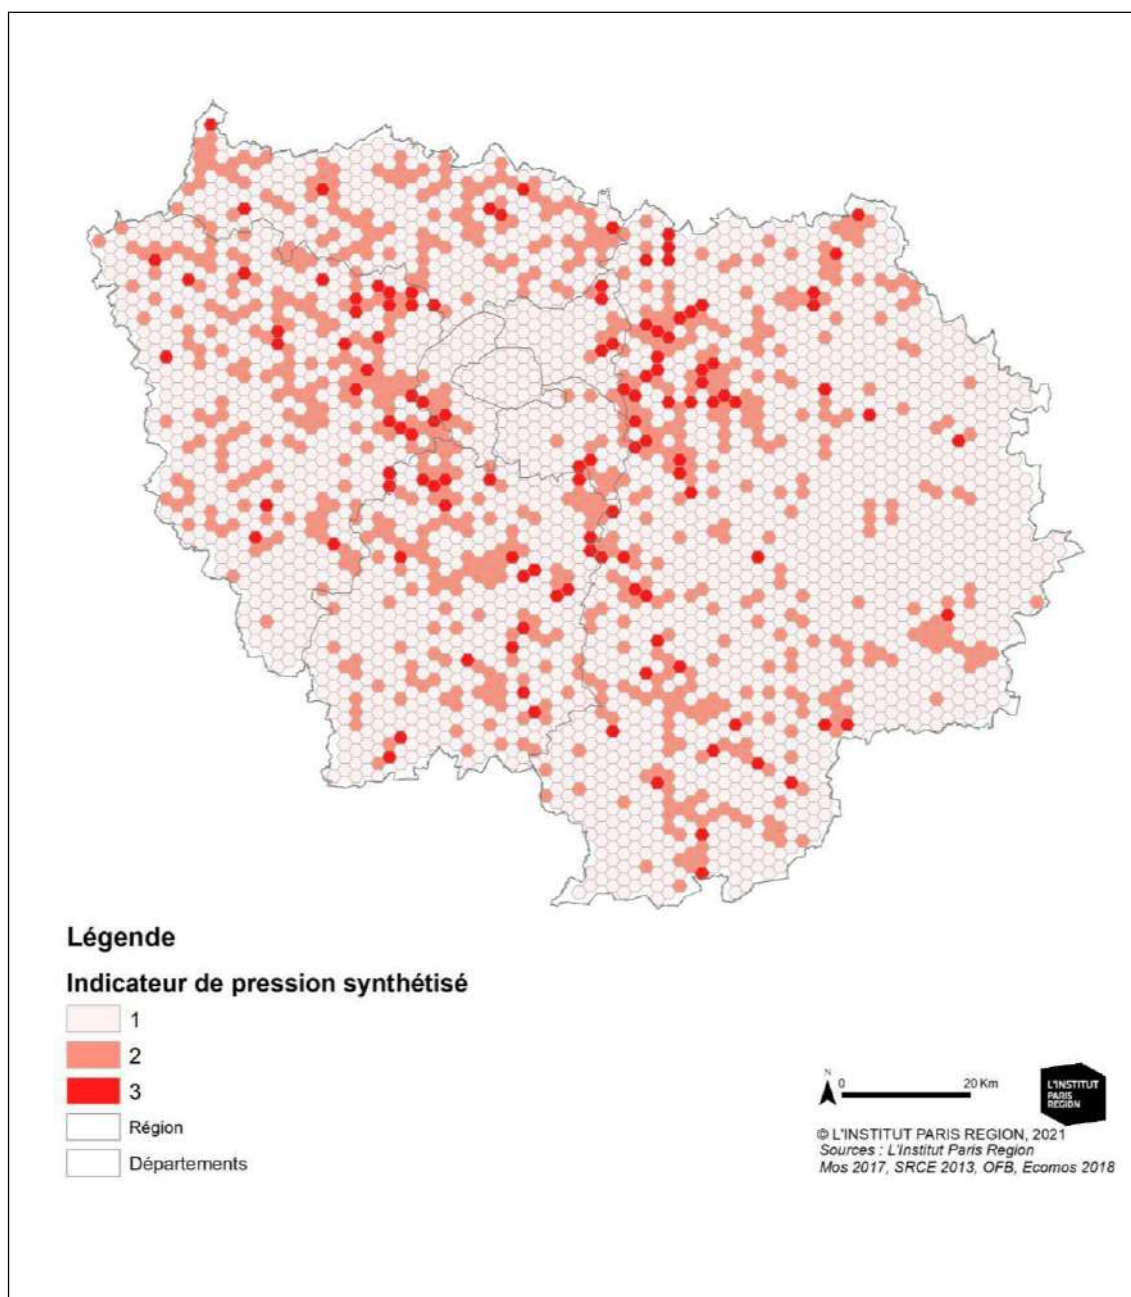 Légende
Indicateur de pression synthétisé
1
2
3
Région
Départements
N
0 20 Km
L'INSTITUT
PARIS
REGION
© L'INSTITUT PARIS REGION, 2021
Sources : L'Institut Paris Region
Mos 2017, SRCE 2013, OFB, Ecomos 2018